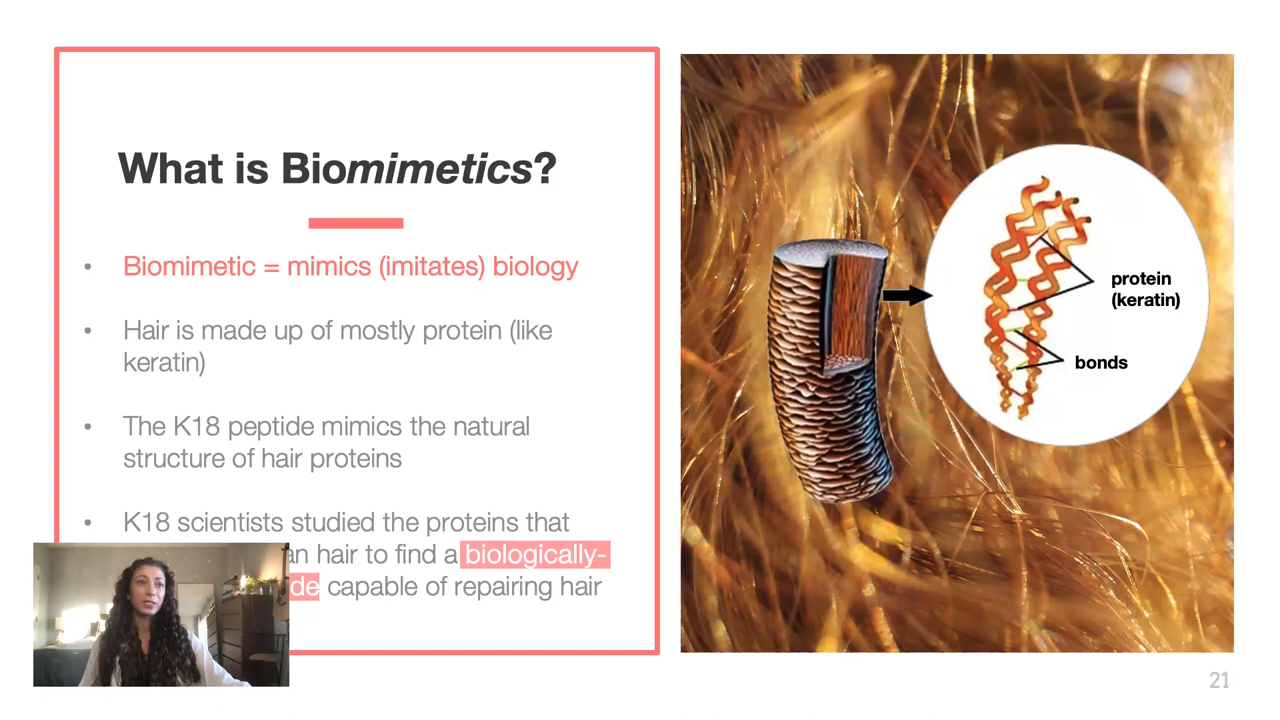 What is Biomimetics?
• Biomimetic = mimics (imitates) biology
• Hair is made up of mostly protein (like
keratin)
• The K18 peptide mimics the natural
structure of hair proteins
• K18 scientists studied the proteins that
hair to find a biologically-
capable of repairing hair
protein
(keratin)
bonds
21